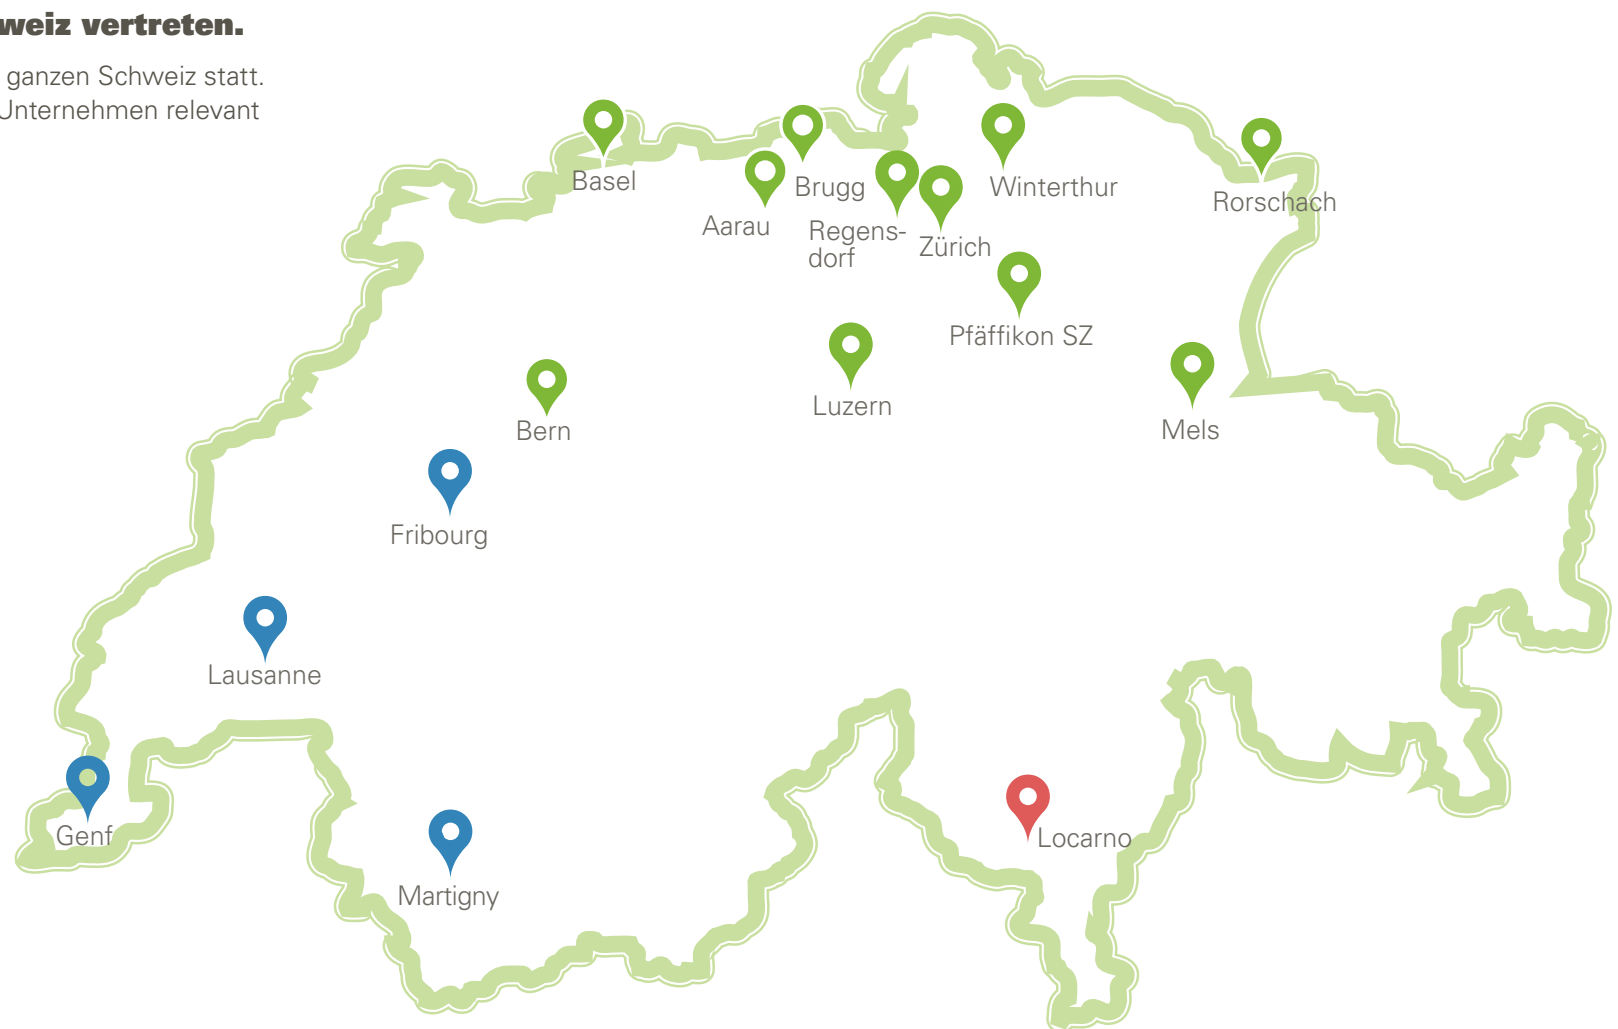 weiz vertreten.
ganzen Schweiz statt.
Unternehmen relevant
Basel
Brugg
Winterthur
Rorschach
Aarau
Regens-
dorf
Zürich
Pfäffikon SZ
Luzern
Bern
Mels
Fribourg
Lausanne
Genf
Locarno
Martigny